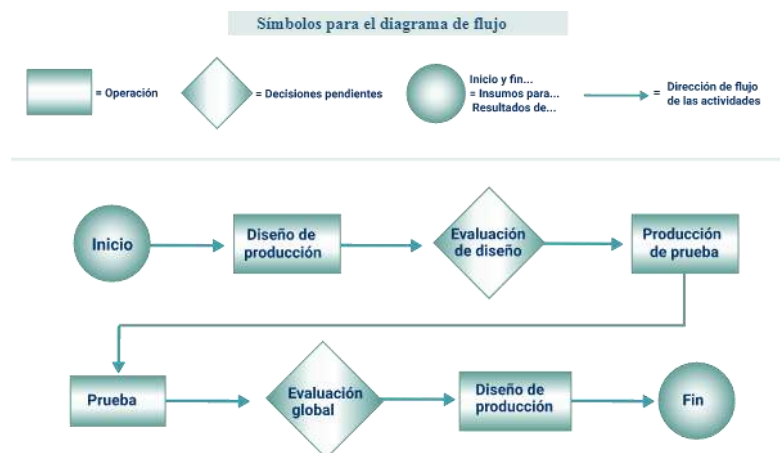 Símbolos para el diagrama de flujo
= Operación
= Decisiones pendientes
Inicio y fin...
= Insumos para...
Resultados de...
= Dirección de flujo
de las actividades
Inicio
Diseño de
producción
Evaluación
de diseño
Producción
de prueba
Prueba
Evaluación
global
Diseño de
producción
Fin